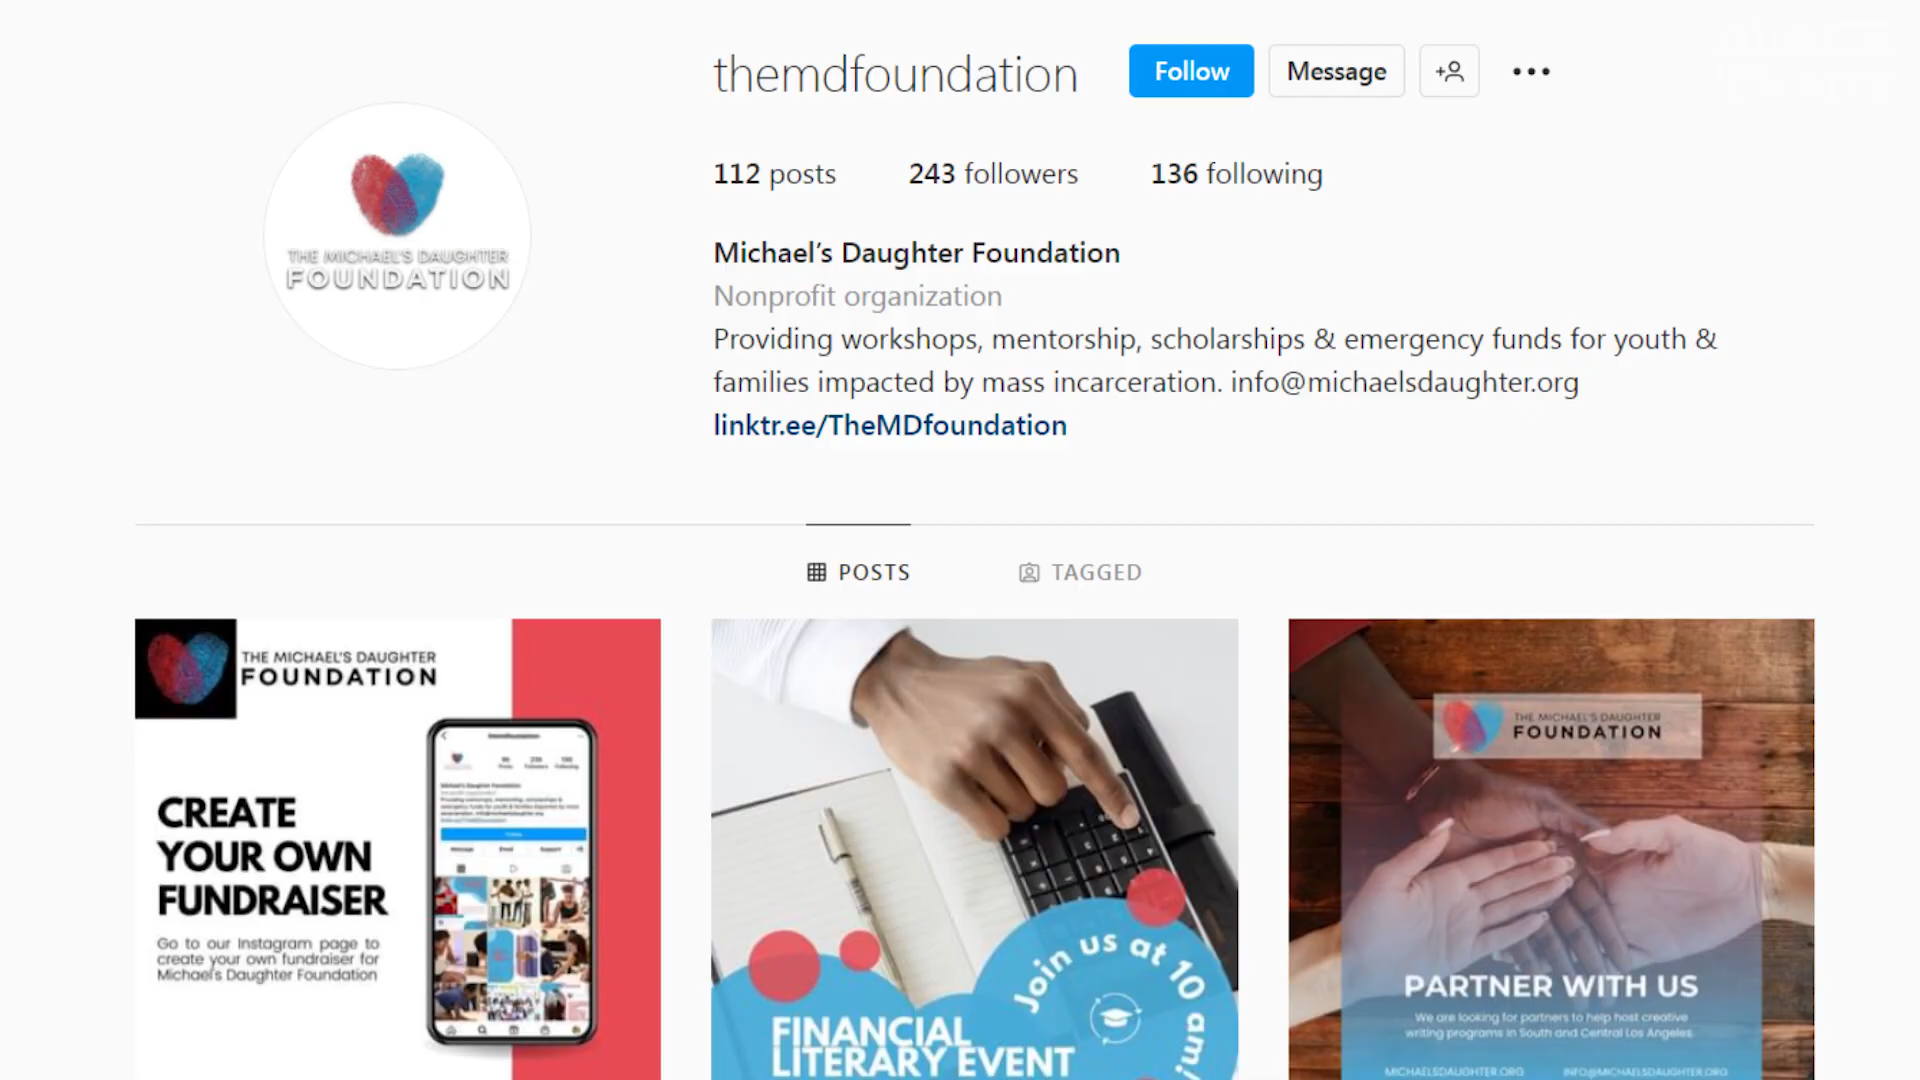 themdfoundation
Follow
Message
112 posts
243 followers
136 following
THE MICHAEL'S DAUGHTER
FOUNDATION
Michael’s Daughter Foundation
Nonprofit organization
Providing workshops, mentorship, scholarships & emergency funds for youth &
families impacted by mass incarceration. info@michaelsdaughter.org
linktr.ee/TheMDfoundation
POSTS
TAGGED
THE MICHAEL'S DAUGHTER
FOUNDATION
CREATE
YOUR OWN
FUNDRAISER
Go to our Instagram page to
create your own fundraiser for
Michael's Daughter Foundation
Join us at 10 am!
FINANCIAL
LITERARY EVENT
THE MICHAEL'S DAUGHTER
FOUNDATION
PARTNER WITH US
We are looking for partners to help host creative
writing programs in South and Central Los Angeles.
MICHAELSDAUGHTER.ORG
INFO@MICHAELSDAUGHTER.ORG